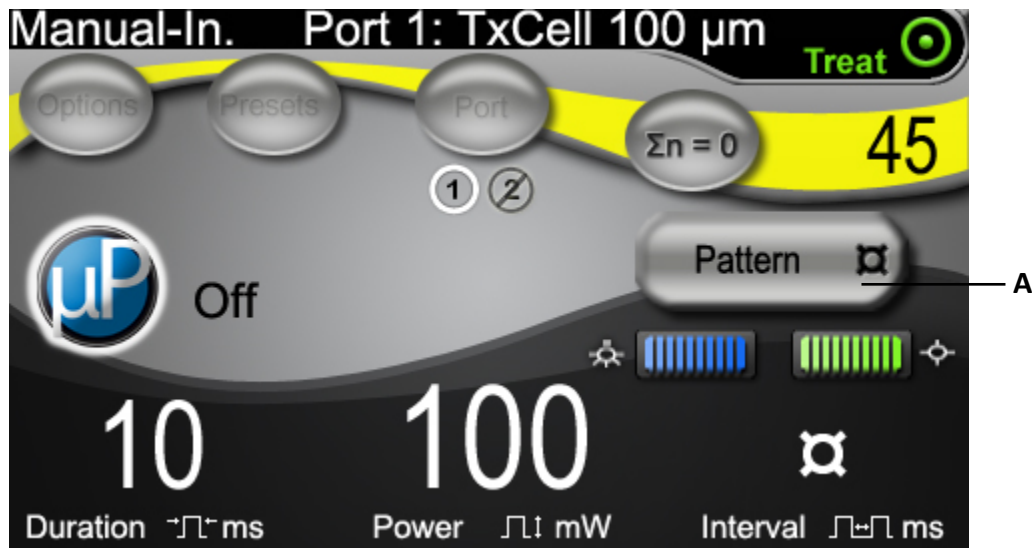 Manual-In. Port 1: TxCell 100 µm
Treat
Options Presets Port
Σn = 0 45
1 2
Pattern ¤
A
µP Off
10 100 ¤
Duration ms Power mW Interval ms